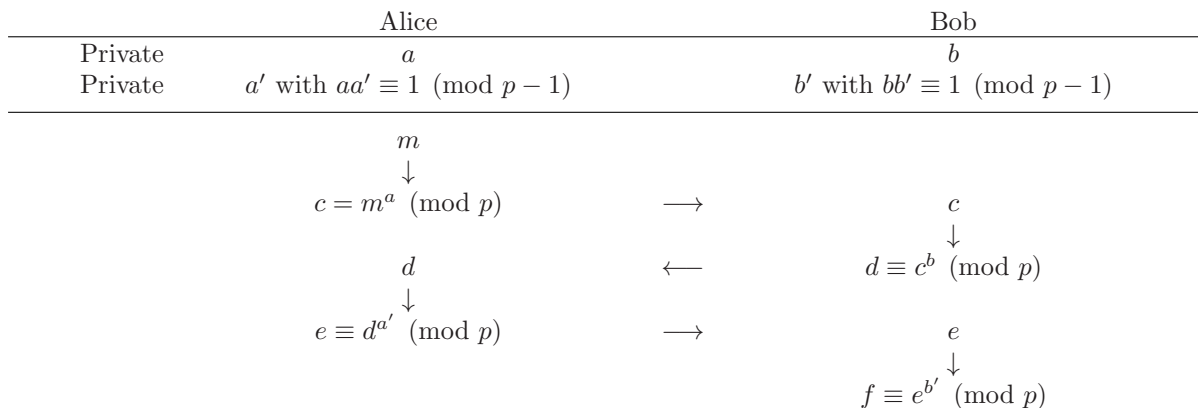 Alice Bob
Private a b
Private a′ with aa′ ≡ 1 (mod p − 1) b′ with bb′ ≡ 1 (mod p − 1)
m
↓
c = m^a (mod p) ⟶ c
↓
d ⟵ d ≡ c^b (mod p)
↓
e ≡ d^{a′} (mod p) ⟶ e
↓
f ≡ e^{b′} (mod p)